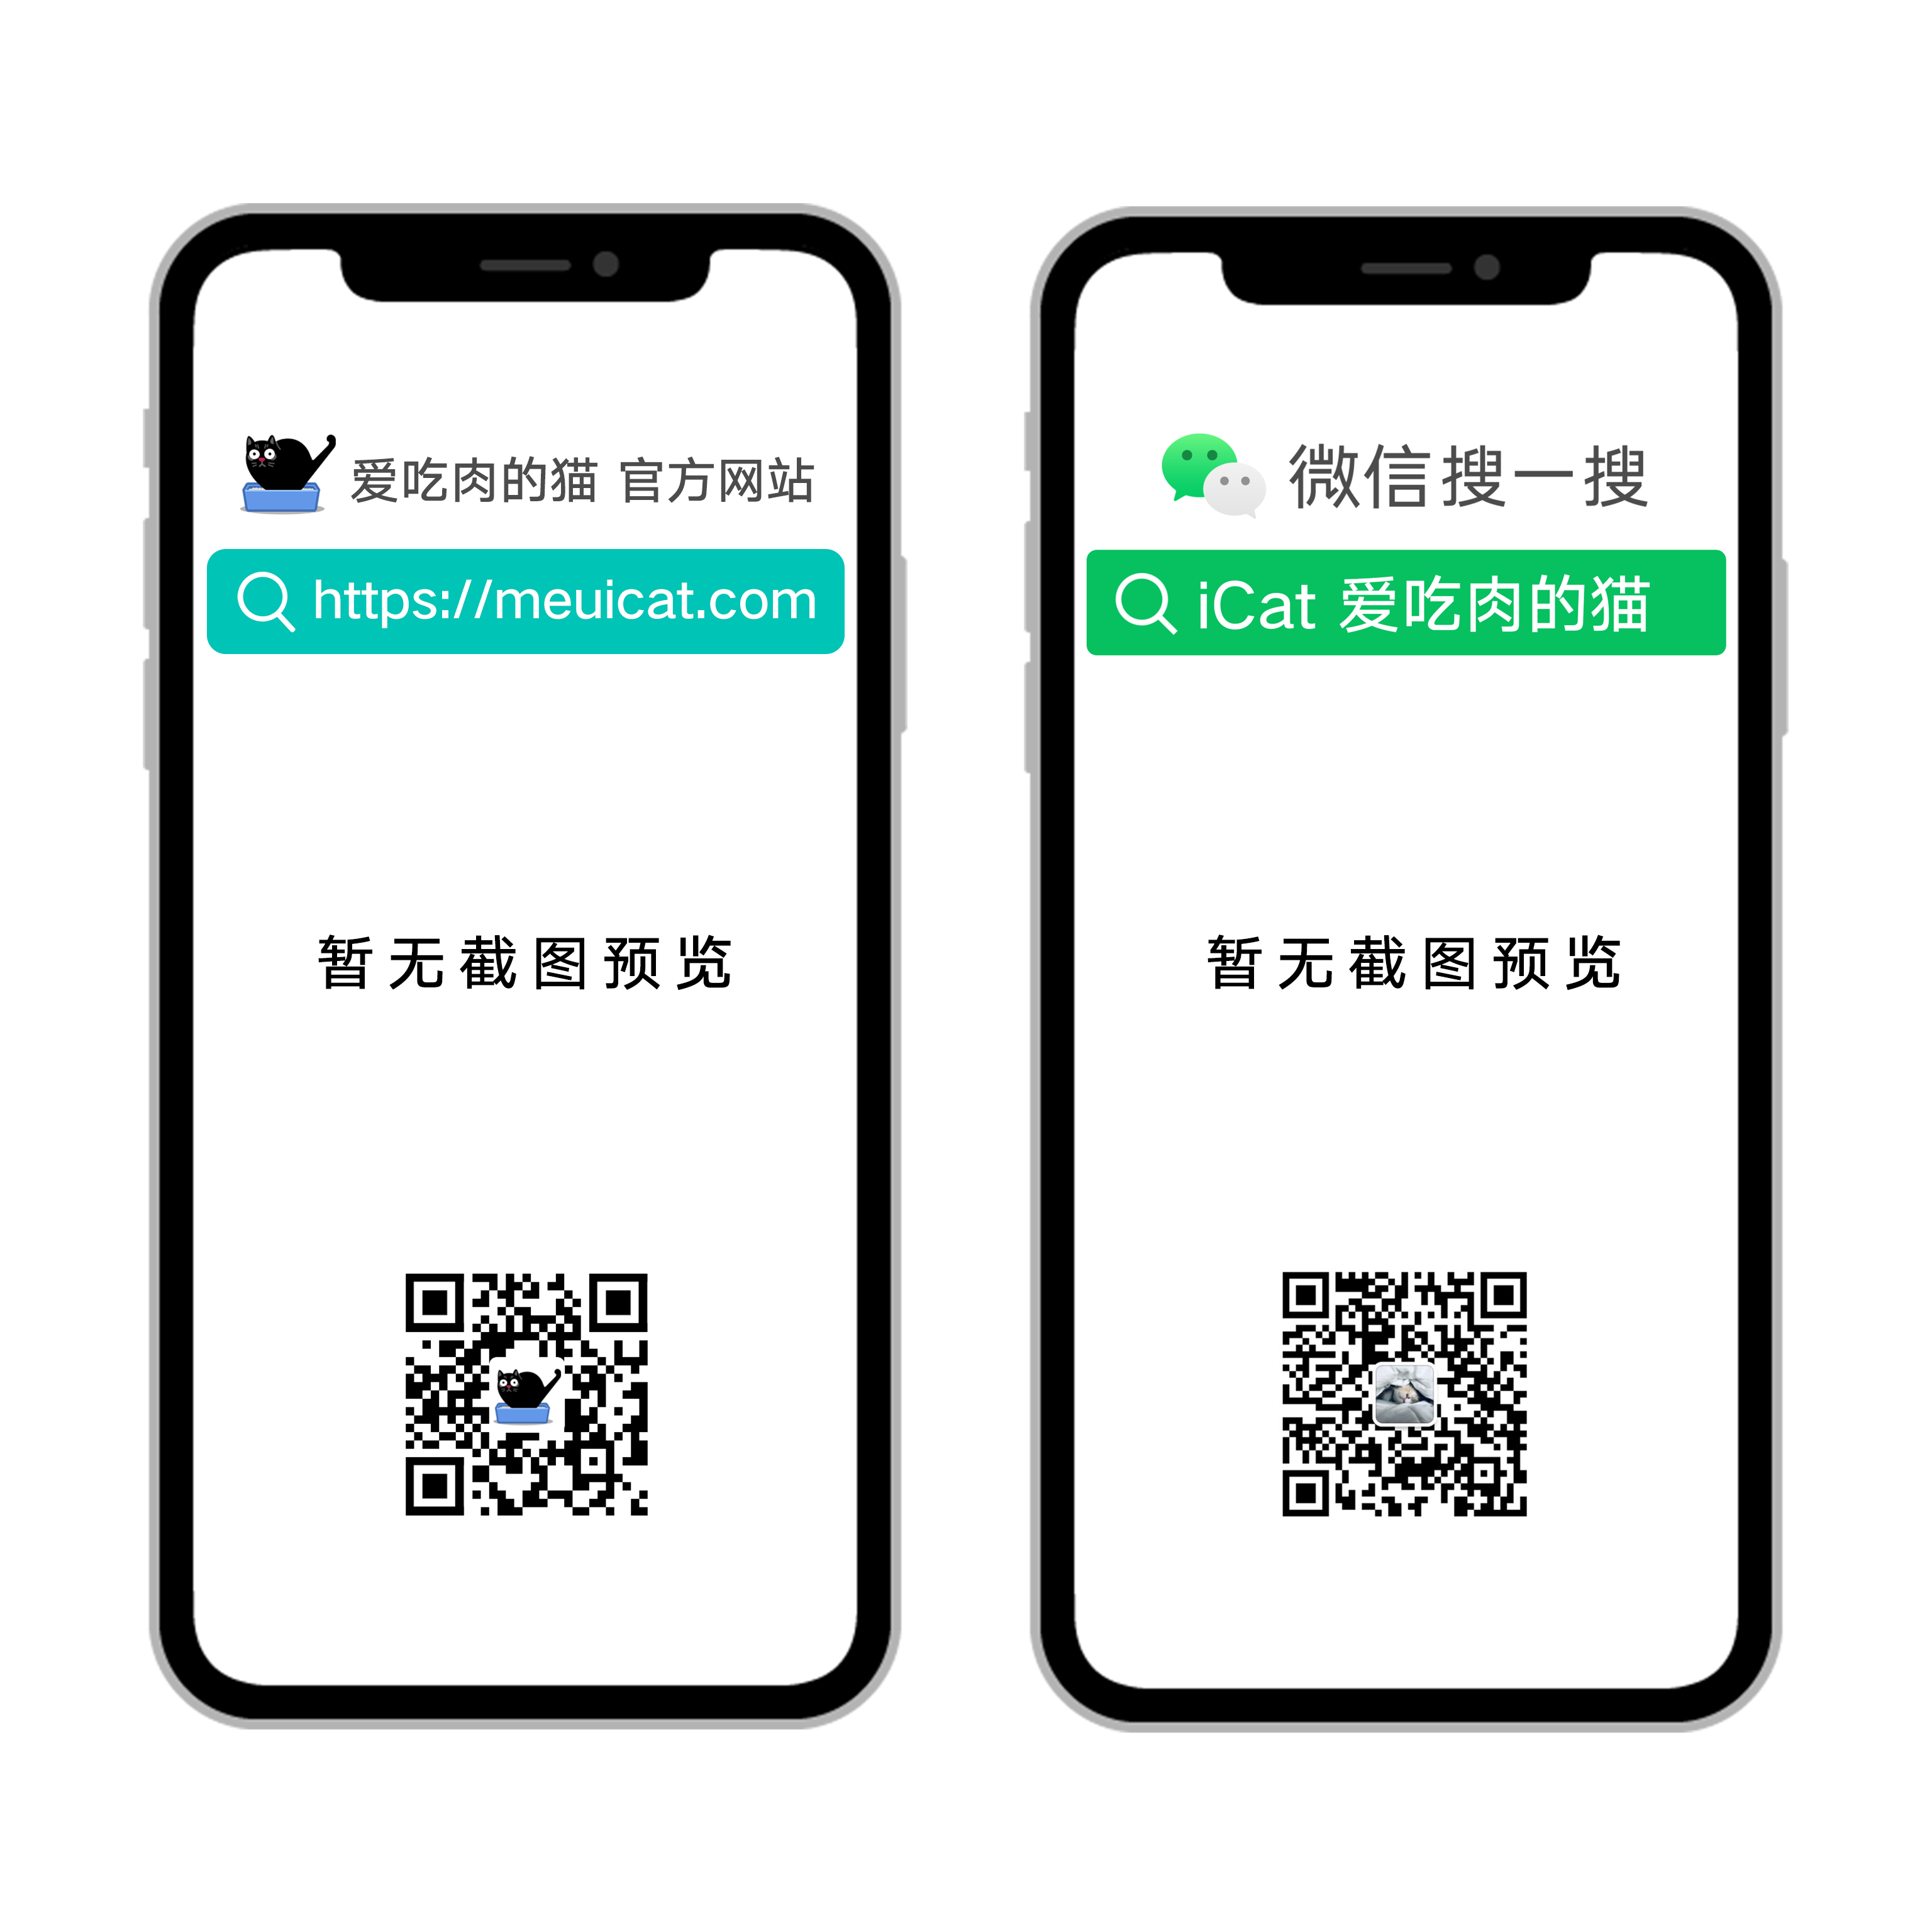 爱吃肉的猫 官方网站
https://meuicat.com
暂无截图预览
微信搜一搜
iCat 爱吃肉的猫
暂无截图预览